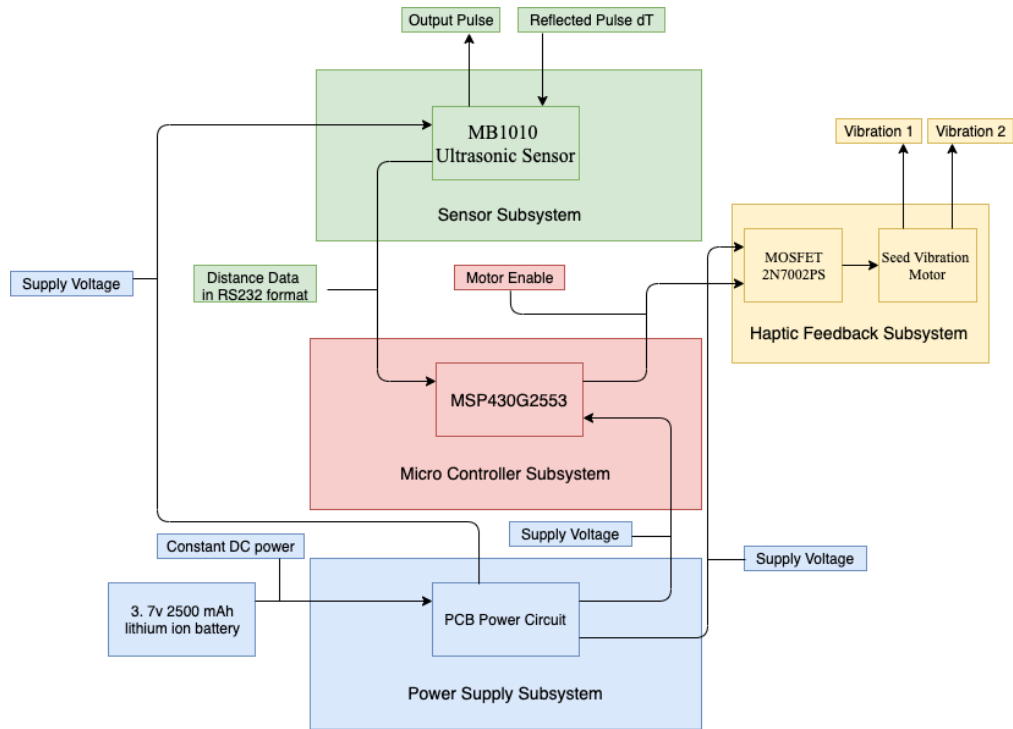 Output Pulse
Reflected Pulse dT
MB1010
Ultrasonic Sensor
Sensor Subsystem
Vibration 1
Vibration 2
MOSFET
2N7002PS
Seed Vibration
Motor
Haptic Feedback Subsystem
Supply Voltage
Distance Data
in RS232 format
Motor Enable
MSP430G2553
Micro Controller Subsystem
Supply Voltage
Constant DC power
Supply Voltage
3. 7v 2500 mAh
lithium ion battery
PCB Power Circuit
Power Supply Subsystem